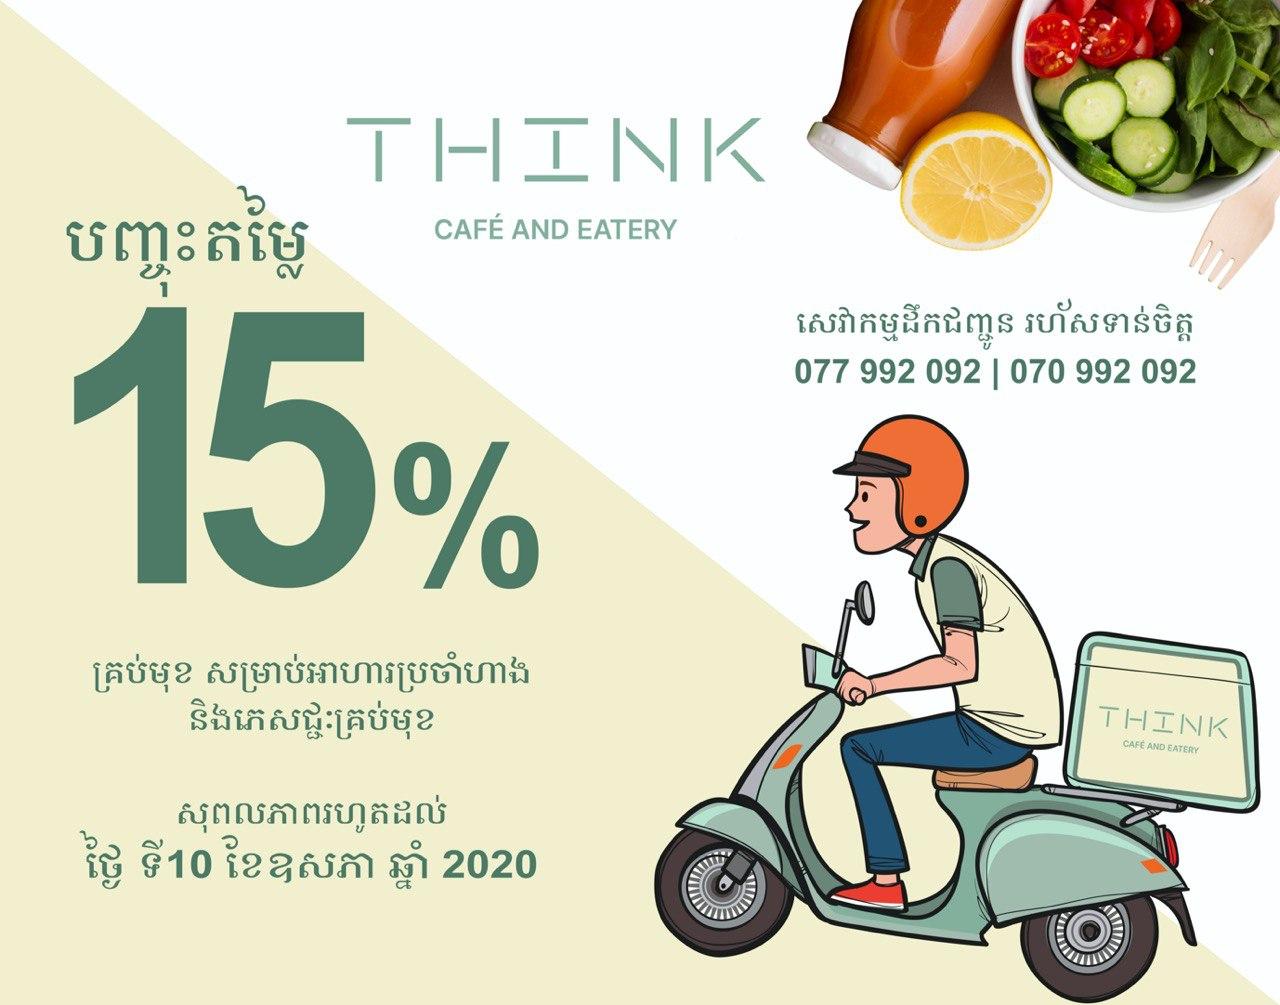 THINK
CAFÉ AND EATERY
បញ្ចុះតម្លៃ
15%
គ្រប់មុខ សម្រាប់អាហារប្រចាំហាង
និងភេសជ្ជៈគ្រប់មុខ
សុពលភាពរហូតដល់
ថ្ងៃ ទី10 ខែឧសភា ឆ្នាំ 2020
សេវាកម្មដឹកជញ្ជូន រហ័សទាន់ចិត្ត
077 992 092 | 070 992 092
THINK
CAFÉ AND EATERY